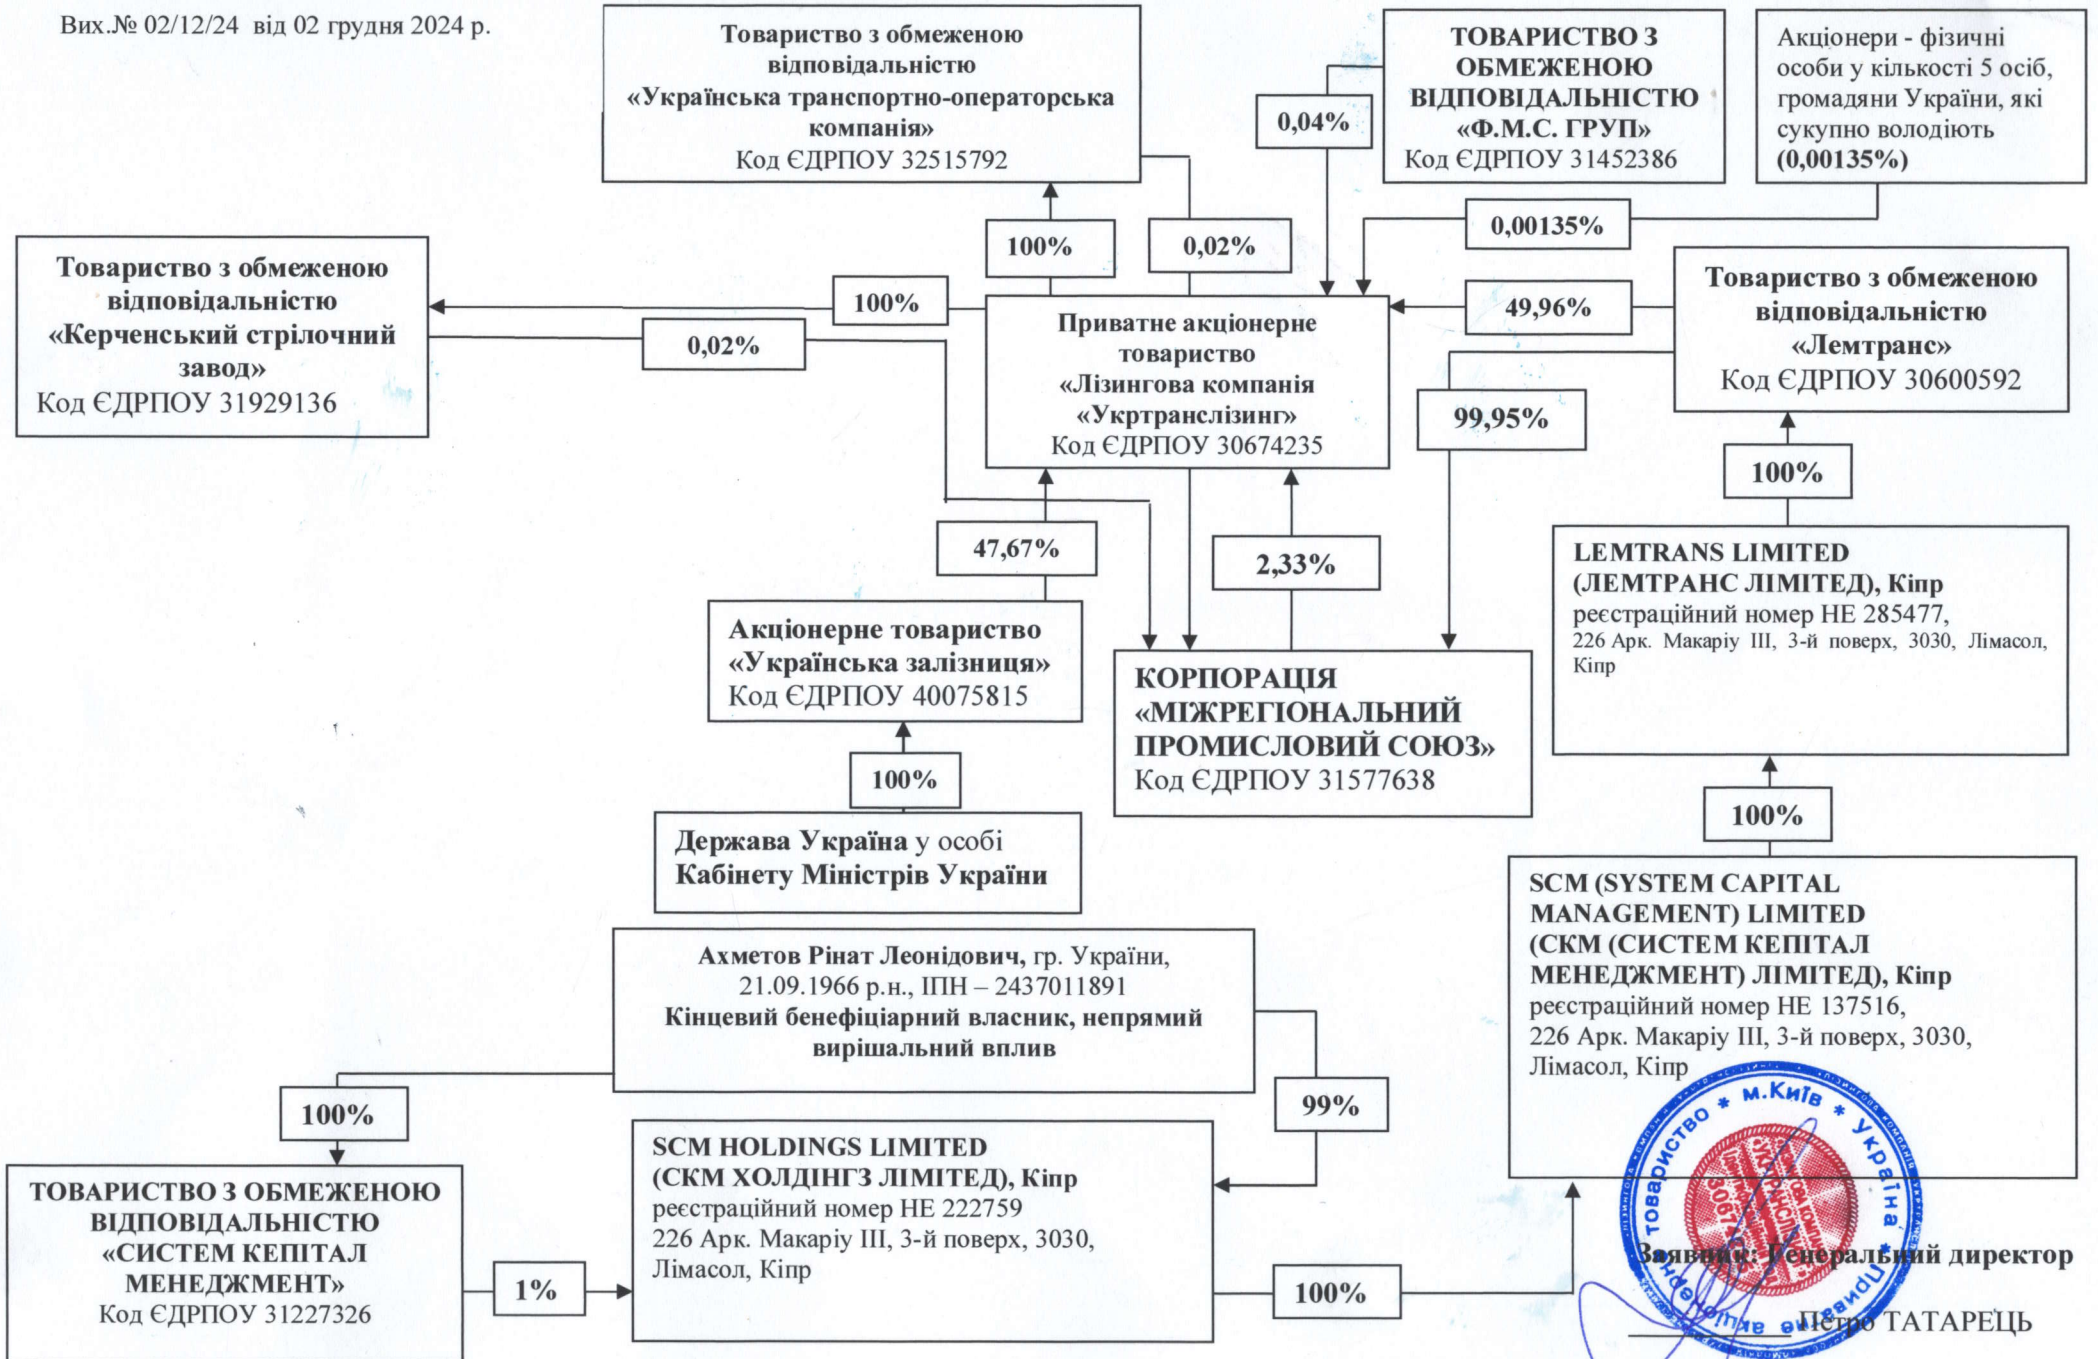 Вих.№ 02/12/24 від 02 грудня 2024 р.
Товариство з обмеженою
відповідальністю
«Українська транспортно-операторська
компанія»
Код ЄДРПОУ 32515792
0,04%
ТОВАРИСТВО З
ОБМЕЖЕНОЮ
ВІДПОВІДАЛЬНІСТЮ
«Ф.М.С. ГРУП»
Код ЄДРПОУ 31452386
Акціонери - фізичні
особи у кількості 5 осіб,
громадяни України, які
сукупно володіють
(0,00135%)
100%
0,02%
0,00135%
Товариство з обмеженою
відповідальністю
«Керченський стрілочний
завод»
Код ЄДРПОУ 31929136
100%
0,02%
Приватне акціонерне
товариство
«Лізингова компанія
«Укртранслізинг»
Код ЄДРПОУ 30674235
49,96%
99,95%
Товариство з обмеженою
відповідальністю
«Лемтранс»
Код ЄДРПОУ 30600592
100%
47,67%
2,33%
LEMTRANS LIMITED
(ЛЕМТРАНС ЛІМІТЕД), Кіпр
реєстраційний номер НЕ 285477,
226 Арк. Макаріу III, 3-й поверх, 3030, Лімасол,
Кіпр
Акціонерне товариство
«Українська залізниця»
Код ЄДРПОУ 40075815
КОРПОРАЦІЯ
«МІЖРЕГІОНАЛЬНИЙ
ПРОМИСЛОВИЙ СОЮЗ»
Код ЄДРПОУ 31577638
100%
100%
Держава Україна у особі
Кабінету Міністрів України
SCM (SYSTEM CAPITAL
MANAGEMENT) LIMITED
(СКМ (СИСТЕМ КЕПІТАЛ
МЕНЕДЖМЕНТ) ЛІМІТЕД), Кіпр
реєстраційний номер НЕ 137516,
226 Арк. Макаріу III, 3-й поверх, 3030,
Лімасол, Кіпр
Ахметов Рінат Леонідович, гр. України,
21.09.1966 р.н., ІПН – 2437011891
Кінцевий бенефіціарний власник, непрямий
вирішальний вплив
100%
99%
ТОВАРИСТВО З ОБМЕЖЕНОЮ
ВІДПОВІДАЛЬНІСТЮ
«СИСТЕМ КЕПІТАЛ
МЕНЕДЖМЕНТ»
Код ЄДРПОУ 31227326
1%
SCM HOLDINGS LIMITED
(СКМ ХОЛДІНГЗ ЛІМІТЕД), Кіпр
реєстраційний номер НЕ 222759
226 Арк. Макаріу III, 3-й поверх, 3030,
Лімасол, Кіпр
100%
м.Київ * Україна * Приватне акціонерне товариство *
Заявник: Генеральний директор
Петро ТАТАРЕЦЬ